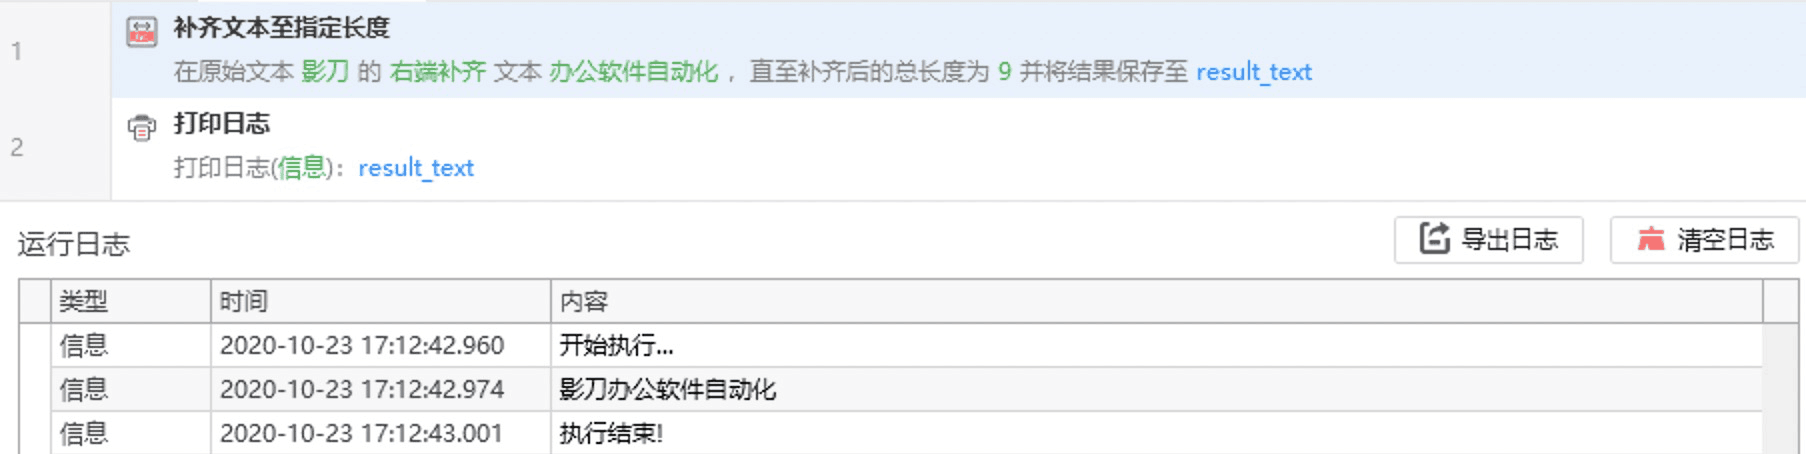 1
补齐文本至指定长度
在原始文本 影刀 的 右端补齐 文本 办公软件自动化 ，直至补齐后的总长度为 9 并将结果保存至 result_text
2
打印日志
打印日志(信息)：result_text
运行日志 导出日志 清空日志
类型 时间 内容
信息 2020-10-23 17:12:42.960 开始执行...
信息 2020-10-23 17:12:42.974 影刀办公软件自动化
信息 2020-10-23 17:12:43.001 执行结束!